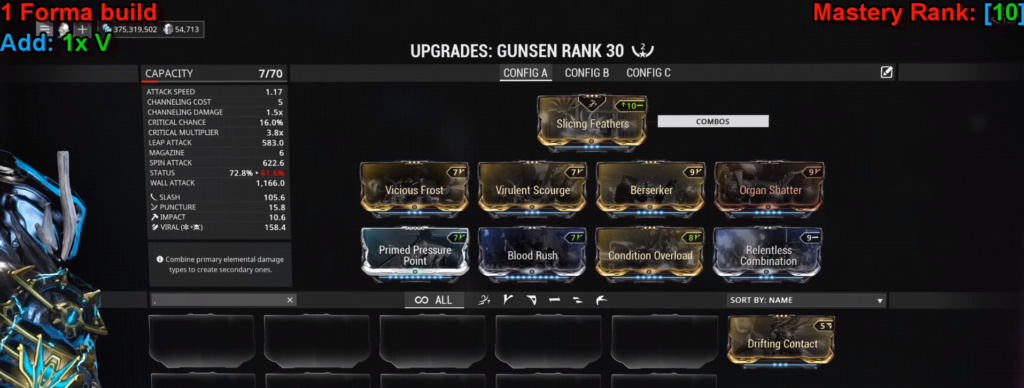 1 Forma build
Mastery Rank: [10]
375,319,502 54,713
Add: 1x V
UPGRADES: GUNSEN RANK 30
CAPACITY 7/70
CONFIG A CONFIG B CONFIG C
ATTACK SPEED 1.17
CHANNELING COST 5
CHANNELING DAMAGE 1.5x
CRITICAL CHANCE 16.0%
CRITICAL MULTIPLIER 3.8x
LEAP ATTACK 583.0
MAGAZINE 6
SPIN ATTACK 622.6
STATUS 72.8% + 61.6%
WALL ATTACK 1,166.0
SLASH 105.6
PUNCTURE 15.8
IMPACT 10.6
VIRAL ( + ) 158.4
Combine primary elemental damage
types to create secondary ones.
10
Slicing Feathers
COMBOS
7 7 9 9
Vicious Frost Virulent Scourge Berserker Organ Shatter
7 7 8 9
Primed Pressure
Point Blood Rush Condition Overload Relentless
Combination
. ×
ALL
SORT BY: NAME
5
Drifting Contact